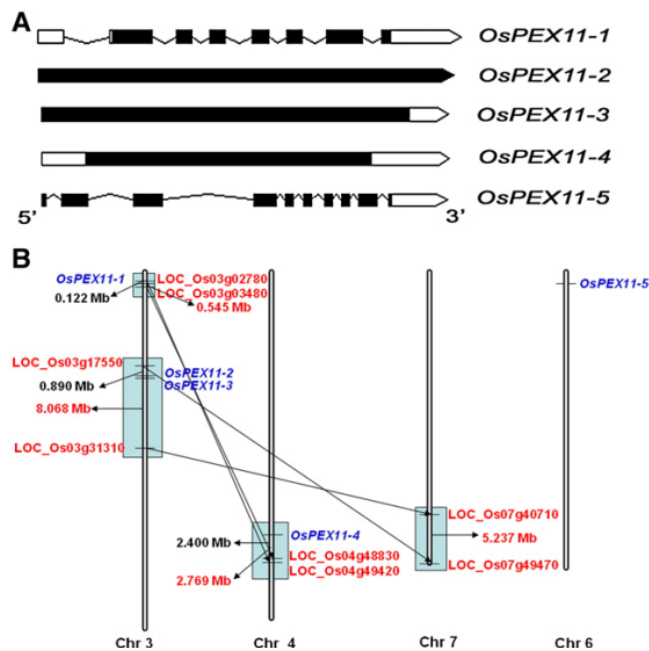 A
OsPEX11-1
OsPEX11-2
OsPEX11-3
OsPEX11-4
OsPEX11-5
5' 3'
B
OsPEX11-1 LOC_Os03g02780 OsPEX11-5
0.122 Mb LOC_Os03g03480
0.545 Mb
LOC_Os03g17550 OsPEX11-2
0.890 Mb OsPEX11-3
8.068 Mb
LOC_Os03g31310
LOC_Os07g40710
OsPEX11-4 5.237 Mb
2.400 Mb LOC_Os04g48830
2.769 Mb LOC_Os04g49420 LOC_Os07g49470
Chr 3 Chr 4 Chr 7 Chr 6